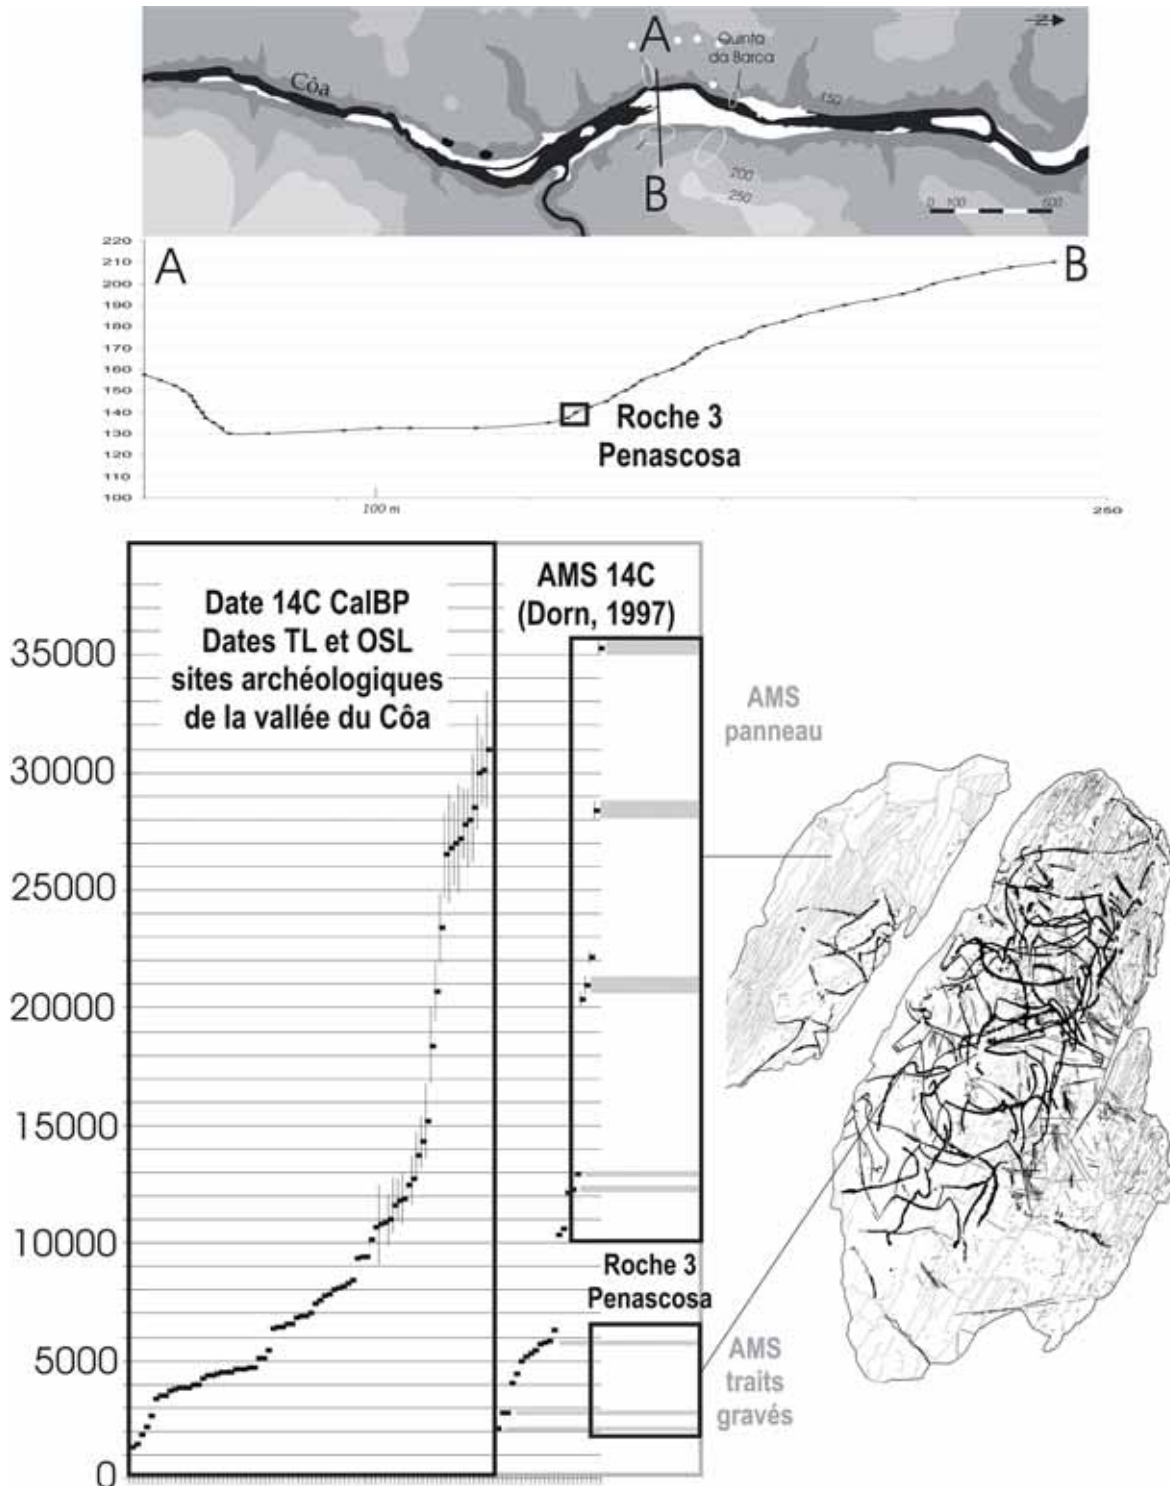 A
Quinta
da Barca
Côa
N
150
200
250
B
0 100 500
220
210
200
190
180
170
160
150
140
130
120
110
100
A
B
Roche 3
Penascosa
100 m
250
Date 14C CalBP
Dates TL et OSL
sites archéologiques
de la vallée du Côa
AMS 14C
(Dorn, 1997)
35000
30000
25000
20000
15000
10000
5000
0
AMS
panneau
Roche 3
Penascosa
AMS
traits
gravés